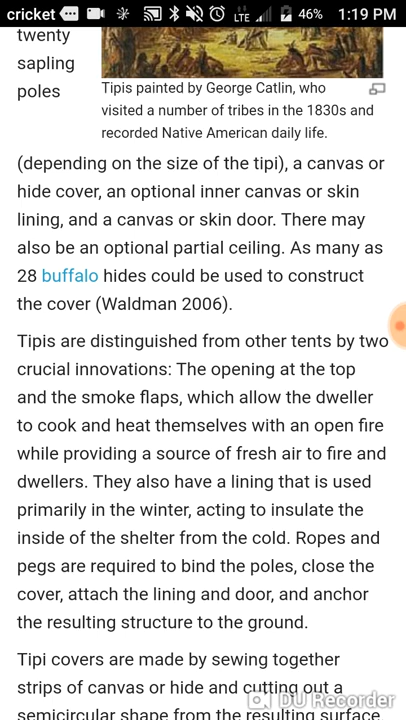 cricket LTE 46% 1:19 PM
twenty
sapling
poles
Tipis painted by George Catlin, who
visited a number of tribes in the 1830s and
recorded Native American daily life.
(depending on the size of the tipi), a canvas or
hide cover, an optional inner canvas or skin
lining, and a canvas or skin door. There may
also be an optional partial ceiling. As many as
28 buffalo hides could be used to construct
the cover (Waldman 2006).
Tipis are distinguished from other tents by two
crucial innovations: The opening at the top
and the smoke flaps, which allow the dweller
to cook and heat themselves with an open fire
while providing a source of fresh air to fire and
dwellers. They also have a lining that is used
primarily in the winter, acting to insulate the
inside of the shelter from the cold. Ropes and
pegs are required to bind the poles, close the
cover, attach the lining and door, and anchor
the resulting structure to the ground.
Tipi covers are made by sewing together
strips of canvas or hide and cutting out a
DU Recorder
semicircular shape from the resulting surface